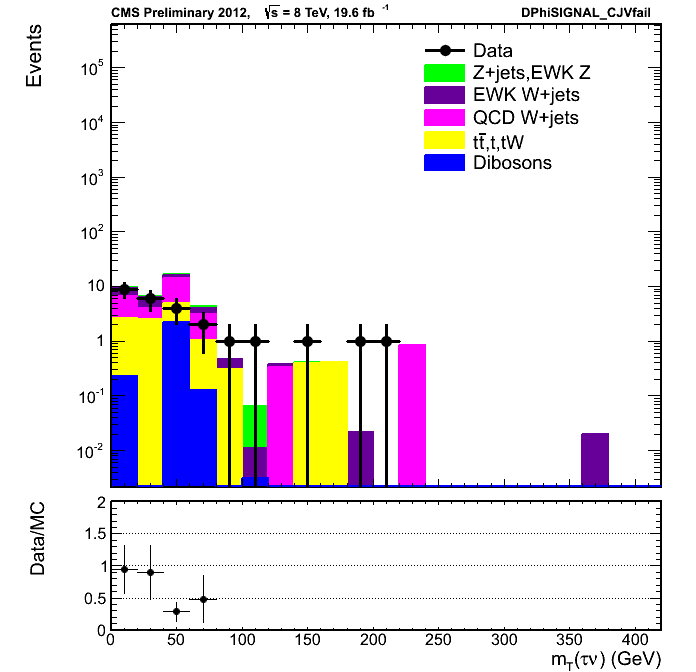 CMS Preliminary 2012, √s = 8 TeV, 19.6 fb⁻¹ DPhiSIGNAL_CJVfail
Events
Data
Z+jets,EWK Z
EWK W+jets
QCD W+jets
tt̄,t,tW
Dibosons
10⁵
10⁴
10³
10²
10
1
10⁻¹
10⁻²
Data/MC
2
1.5
1
0.5
0
0 50 100 150 200 250 300 350 400
m_T(τν) (GeV)